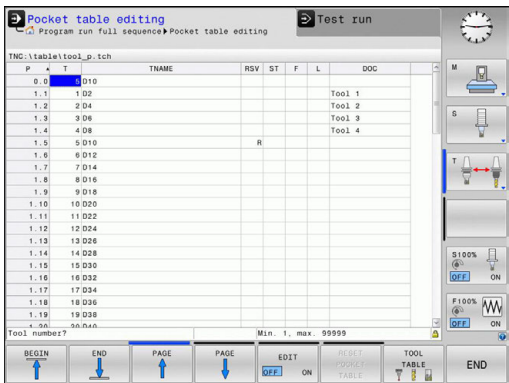 Pocket table editing
Test run
Program run full sequence Pocket table editing
TNC:\table\tool_p.tch
P T TNAME RSV ST F L DOC
0.0 5 D10
1.1 1 D2 Tool 1
1.2 2 D4 Tool 2
1.3 3 D6 Tool 3
1.4 4 D8 Tool 4
1.5 5 D10 R
1.6 6 D12
1.7 7 D14
1.8 8 D16
1.9 9 D18
1.10 10 D20
1.11 11 D22
1.12 12 D24
1.13 13 D26
1.14 14 D28
1.15 15 D30
1.16 16 D32
1.17 17 D34
1.18 18 D36
1.19 19 D38
1.20 20 D40
Tool number? Min. 1, max. 99999
M
S
T
S100%
OFF ON
F100%
OFF ON
BEGIN
END
PAGE
PAGE
EDIT
OFF ON
RESET
POCKET
TABLE
TOOL
TABLE
END